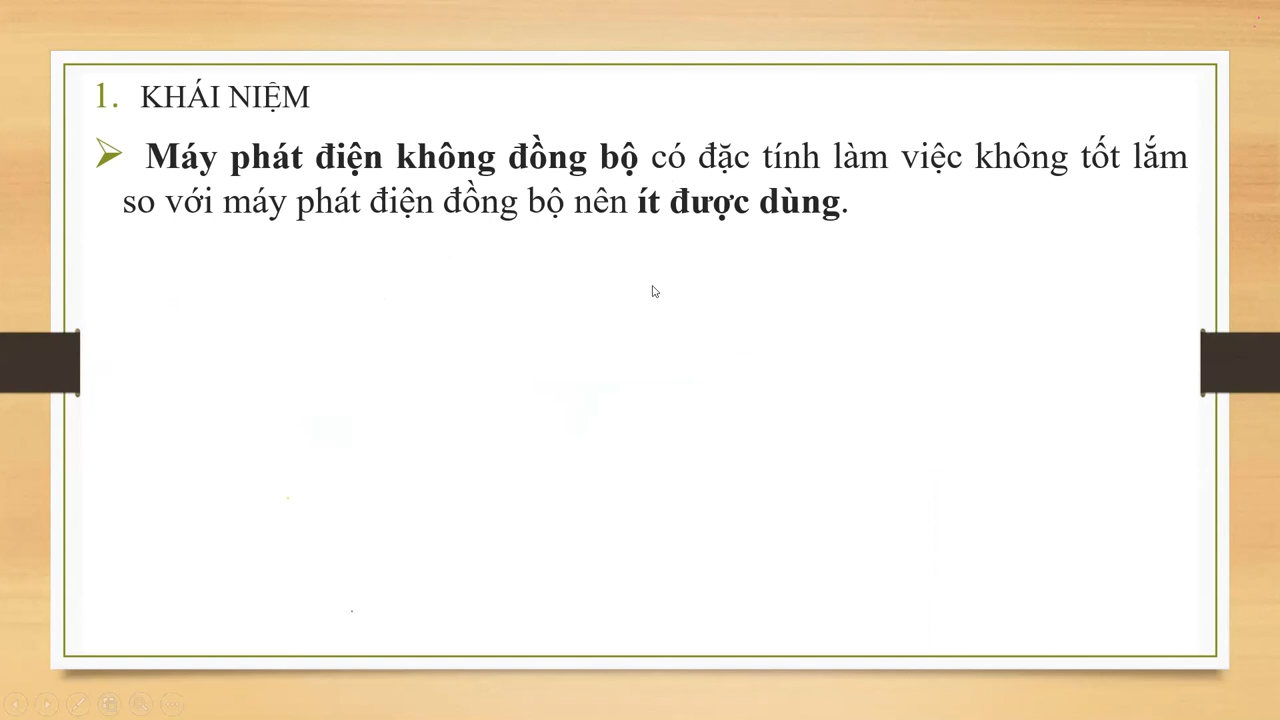 1. KHÁI NIỆM
➢ Máy phát điện không đồng bộ có đặc tính làm việc không tốt lắm
so với máy phát điện đồng bộ nên ít được dùng.